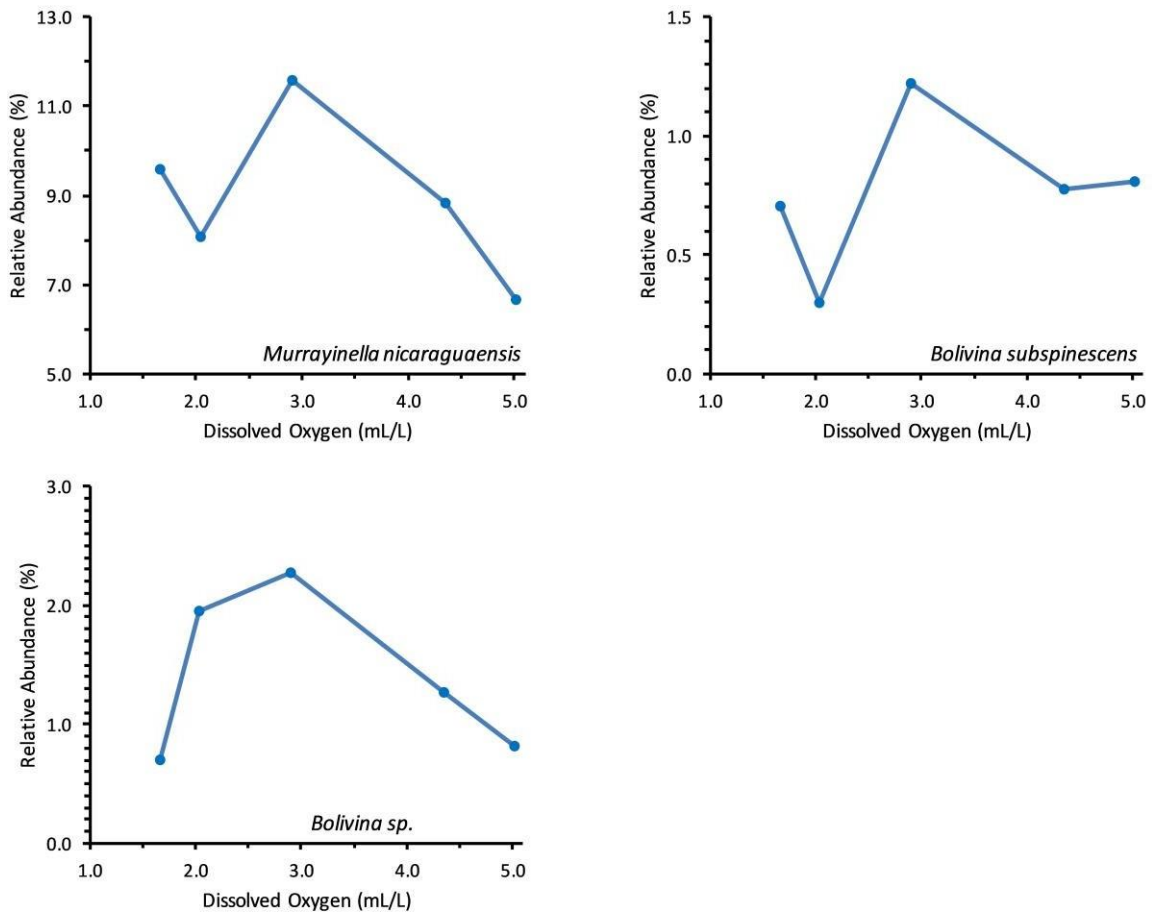 13.0
11.0
9.0
7.0
5.0
Relative Abundance (%)
Murrayinella nicaraguaensis
1.0 2.0 3.0 4.0 5.0
Dissolved Oxygen (mL/L)
1.5
1.0
0.5
0.0
Relative Abundance (%)
Bolivina subspinescens
1.0 2.0 3.0 4.0 5.0
Dissolved Oxygen (mL/L)
3.0
2.0
1.0
0.0
Relative Abundance (%)
Bolivina sp.
1.0 2.0 3.0 4.0 5.0
Dissolved Oxygen (mL/L)